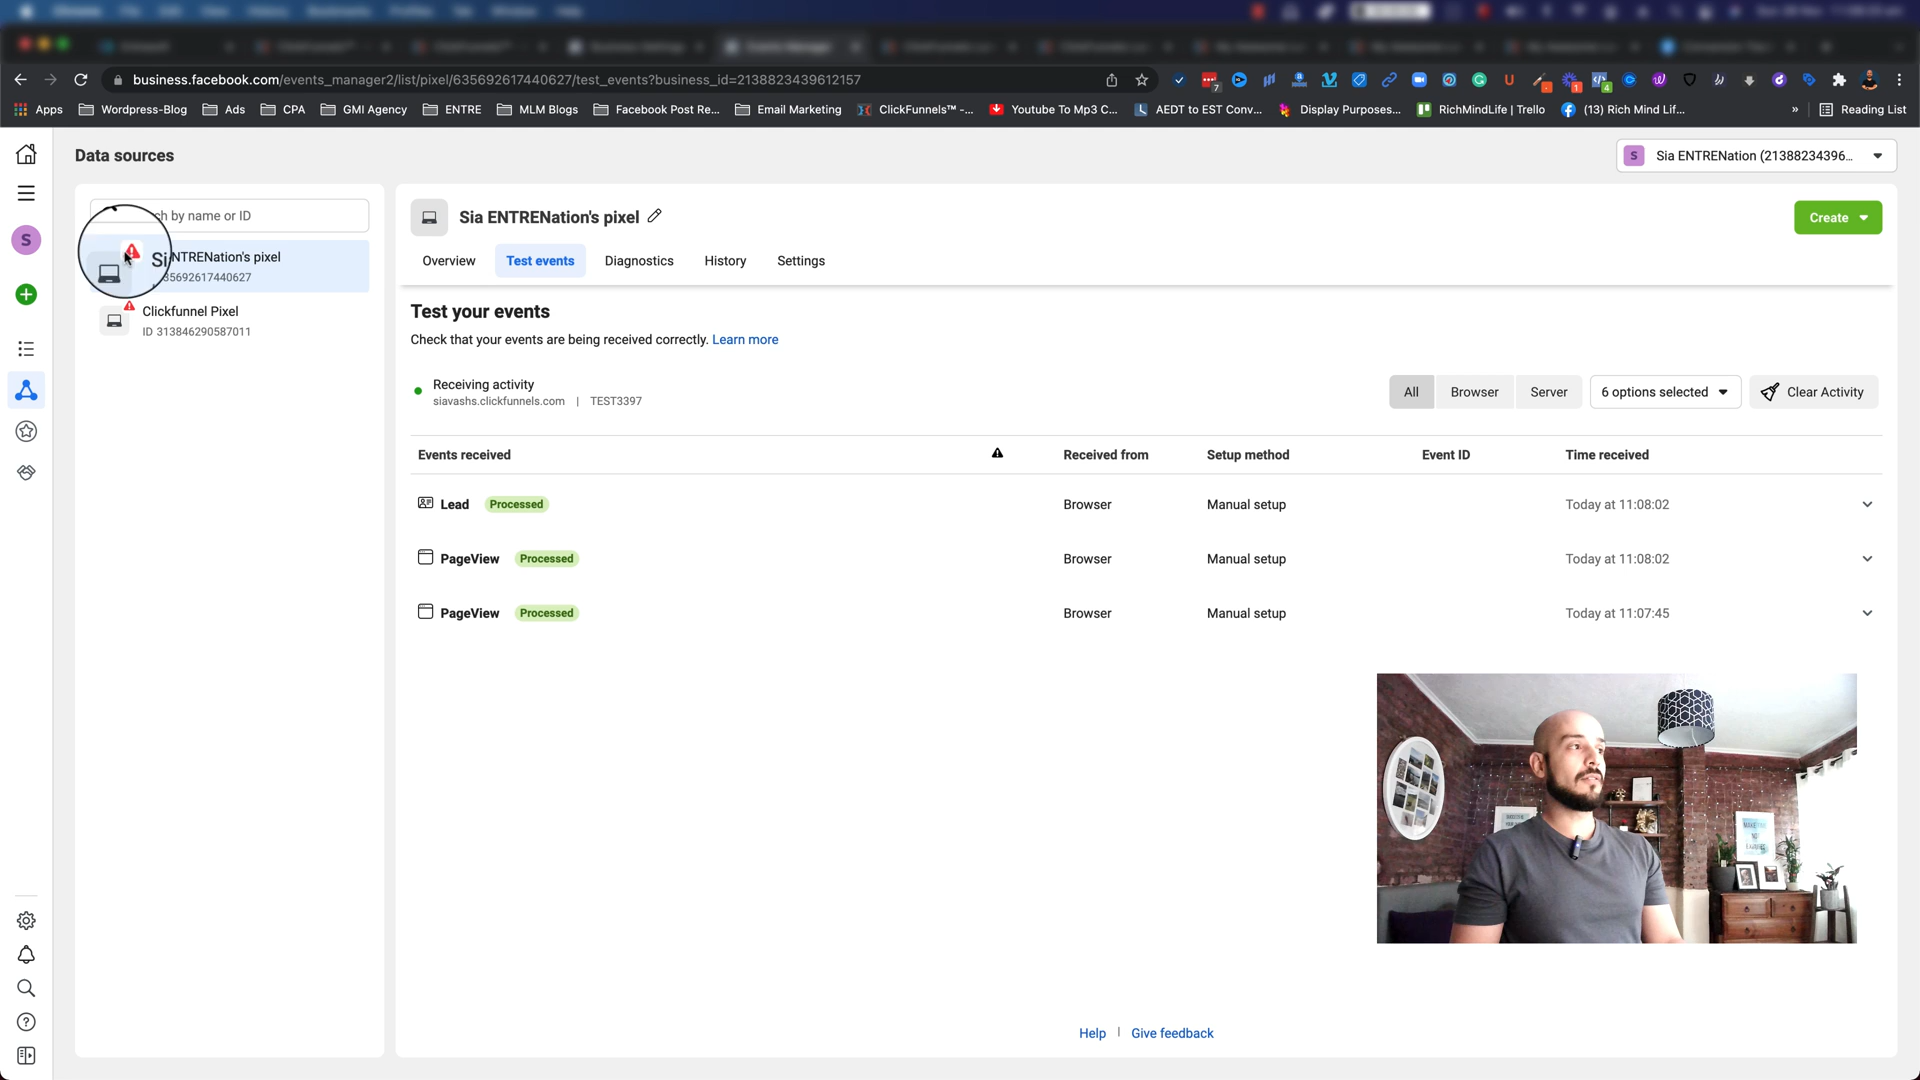 business.facebook.com/events_manager2/list/pixel/635692617440627/test_events?business_id=2138823439612157
Apps Wordpress-Blog Ads CPA GMI Agency ENTRE MLM Blogs Facebook Post Re... Email Marketing ClickFunnels™ -... Youtube To Mp3 C... AEDT to EST Conv... Display Purposes... RichMindLife | Trello (13) Rich Mind Lif... » Reading List
Data sources
S Sia ENTRENation (21388234396...
ch by name or ID
Sia ENTRENation's pixel
Create
Si NTRENation's pixel
35692617440627
S
Overview Test events Diagnostics History Settings
Clickfunnel Pixel
ID 313846290587011
Test your events
Check that your events are being received correctly. Learn more
Receiving activity
siavashs.clickfunnels.com | TEST3397
All Browser Server 6 options selected Clear Activity
Events received Received from Setup method Event ID Time received
Lead Processed Browser Manual setup Today at 11:08:02
PageView Processed Browser Manual setup Today at 11:08:02
PageView Processed Browser Manual setup Today at 11:07:45
Help | Give feedback